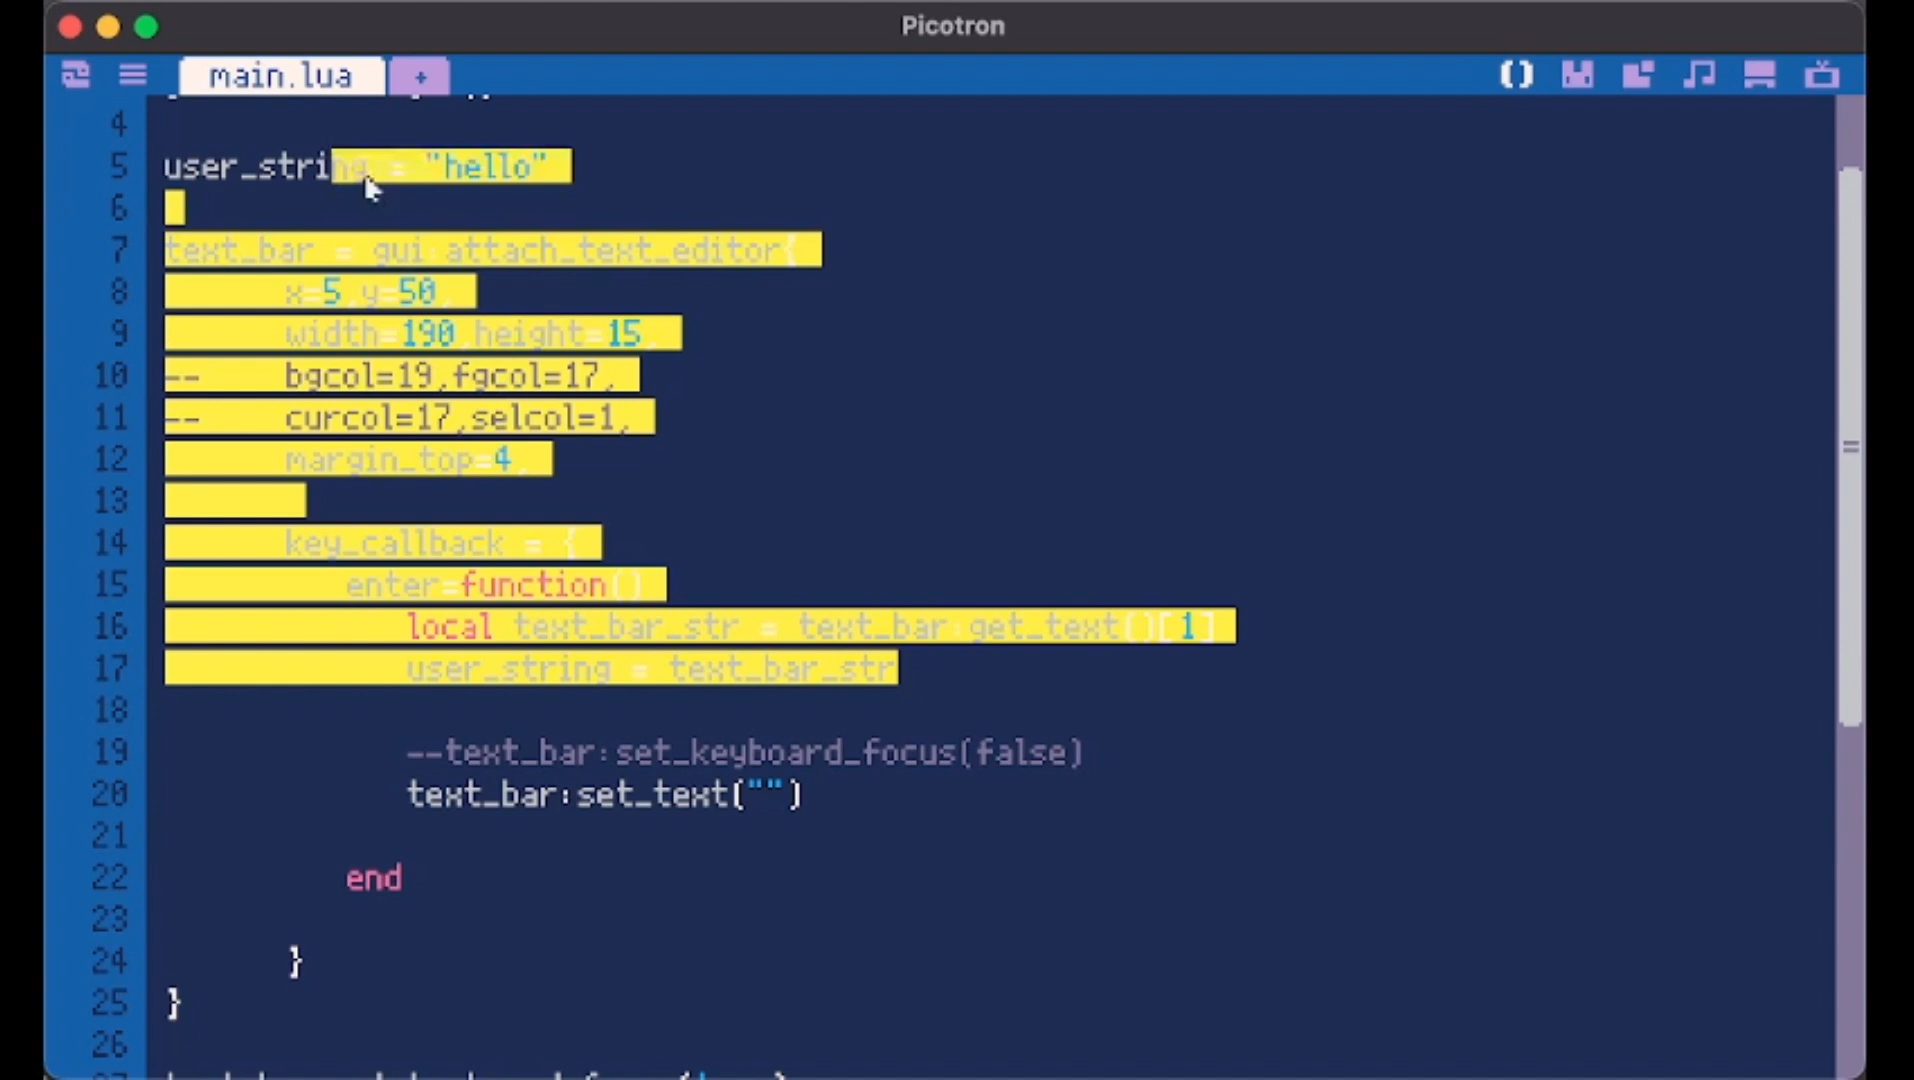 Picotron
main.lua +
4
5 user_string = "hello"
6
7 text_bar = gui:attach_text_editor{
8 x=5,y=50,
9 width=190,height=15,
10 -- bgcol=19,fgcol=17,
11 -- curcol=17,selcol=1,
12 margin_top=4,
13
14 key_callback = {
15 enter=function()
16 local text_bar_str = text_bar:get_text()[1]
17 user_string = text_bar_str
18
19 --text_bar:set_keyboard_focus(false)
20 text_bar:set_text("")
21
22 end
23
24 }
25 }
26